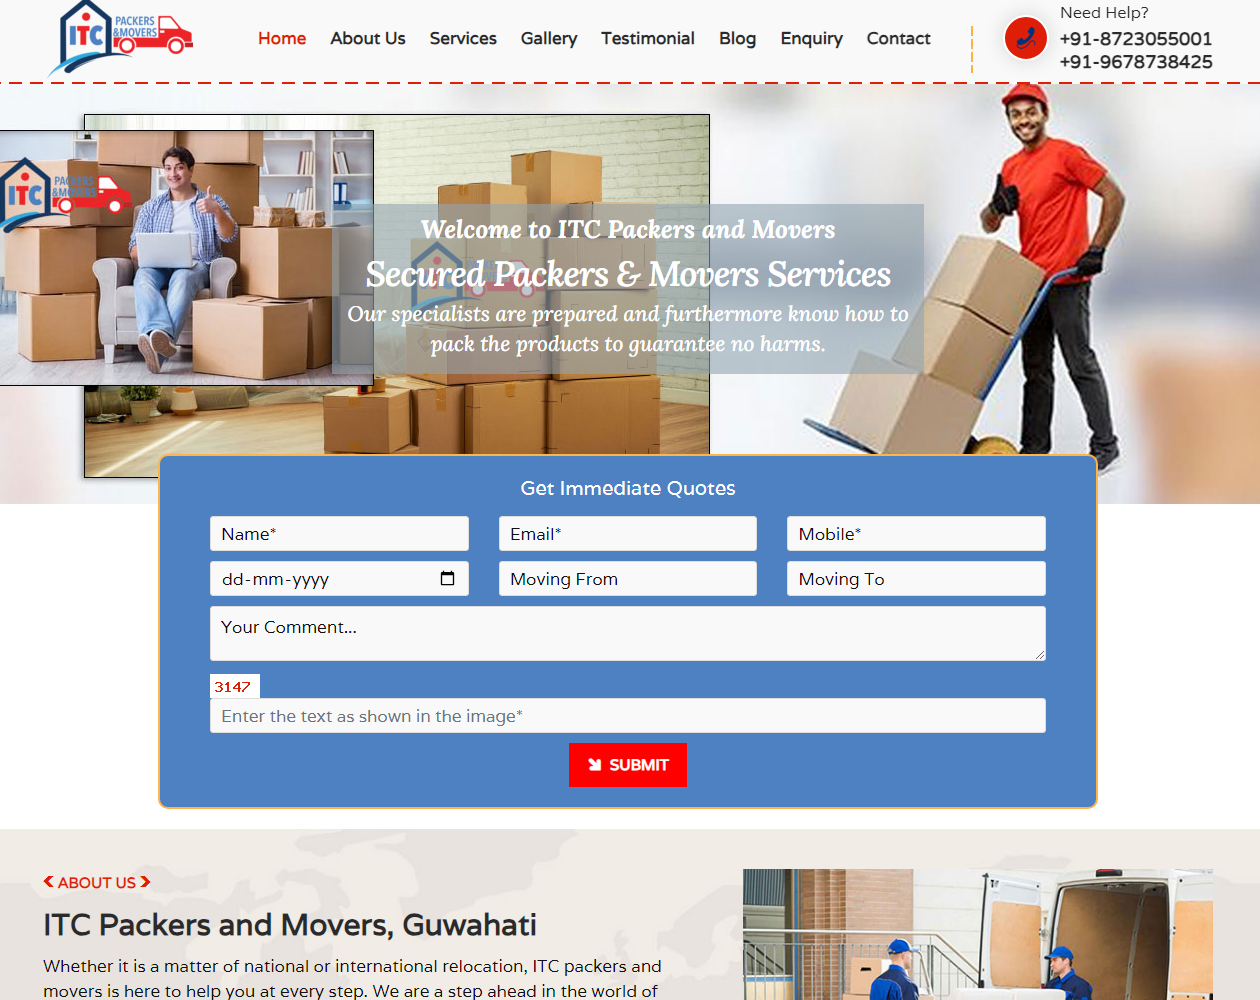 ITC PACKERS &MOVERS
Home About Us Services Gallery Testimonial Blog Enquiry Contact
Need Help?
+91-8723055001
+91-9678738425
ITC PACKERS &MOVERS
Welcome to ITC Packers and Movers
Secured Packers & Movers Services
Our specialists are prepared and furthermore know how to
pack the products to guarantee no harms.
Get Immediate Quotes
Name* Email* Mobile*
dd-mm-yyyy Moving From Moving To
Your Comment...
3147
Enter the text as shown in the image*
SUBMIT
ABOUT US
ITC Packers and Movers, Guwahati
Whether it is a matter of national or international relocation, ITC packers and
movers is here to help you at every step. We are a step ahead in the world of